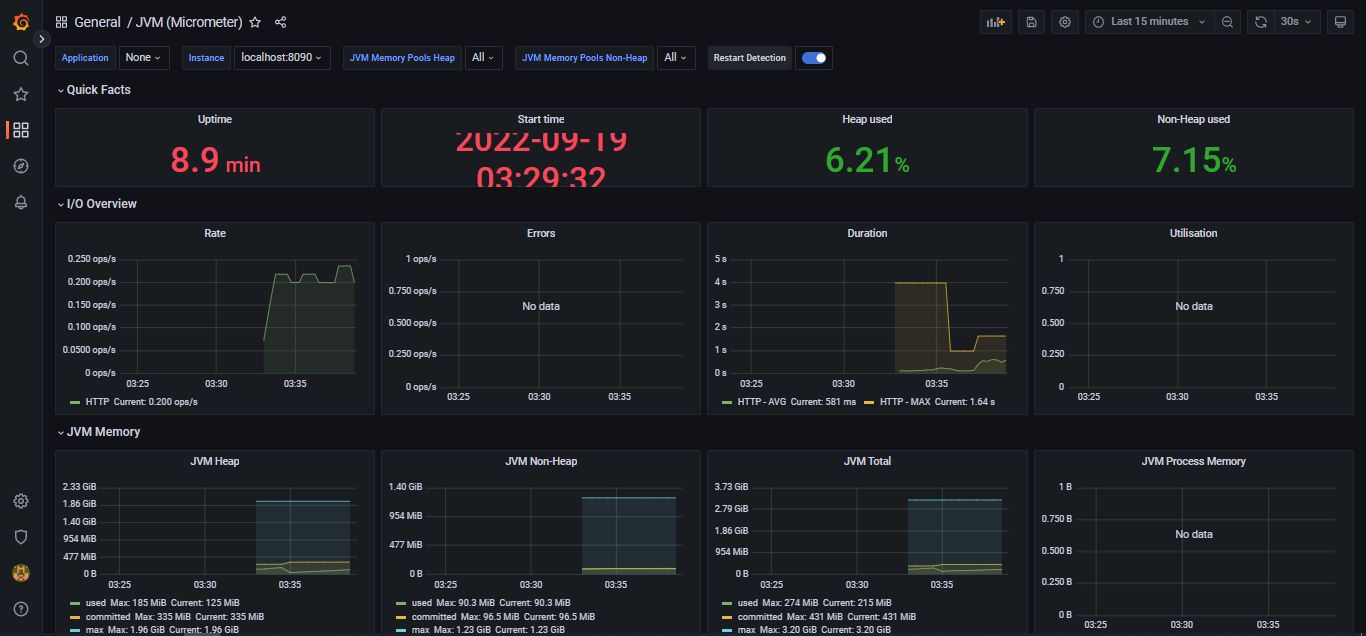 General / JVM (Micrometer)
Last 15 minutes
30s
Application None Instance localhost:8090 JVM Memory Pools Heap All JVM Memory Pools Non-Heap All Restart Detection
Quick Facts
Uptime
8.9 min
Start time
2022-09-19
03:29:32
Heap used
6.21%
Non-Heap used
7.15%
I/O Overview
Rate
0.250 ops/s
0.200 ops/s
0.150 ops/s
0.100 ops/s
0.0500 ops/s
0 ops/s
03:25 03:30 03:35
HTTP Current: 0.200 ops/s
Errors
1 ops/s
0.750 ops/s
0.500 ops/s
0.250 ops/s
0 ops/s
No data
03:25 03:30 03:35
Duration
5 s
4 s
3 s
2 s
1 s
0 s
03:25 03:30 03:35
HTTP - AVG Current: 581 ms HTTP - MAX Current: 1.64 s
Utilisation
1
0.750
0.500
0.250
0
No data
03:25 03:30 03:35
JVM Memory
JVM Heap
2.33 GiB
1.86 GiB
1.40 GiB
954 MiB
477 MiB
0 B
03:25 03:30 03:35
used Max: 185 MiB Current: 125 MiB
committed Max: 335 MiB Current: 335 MiB
max Max: 1.96 GiB Current: 1.96 GiB
JVM Non-Heap
1.40 GiB
954 MiB
477 MiB
0 B
03:25 03:30 03:35
used Max: 90.3 MiB Current: 90.3 MiB
committed Max: 96.5 MiB Current: 96.5 MiB
max Max: 1.23 GiB Current: 1.23 GiB
JVM Total
3.73 GiB
2.79 GiB
1.86 GiB
954 MiB
0 B
03:25 03:30 03:35
used Max: 274 MiB Current: 215 MiB
committed Max: 431 MiB Current: 431 MiB
max Max: 3.20 GiB Current: 3.20 GiB
JVM Process Memory
1 B
0.750 B
0.500 B
0.250 B
0 B
No data
03:25 03:30 03:35